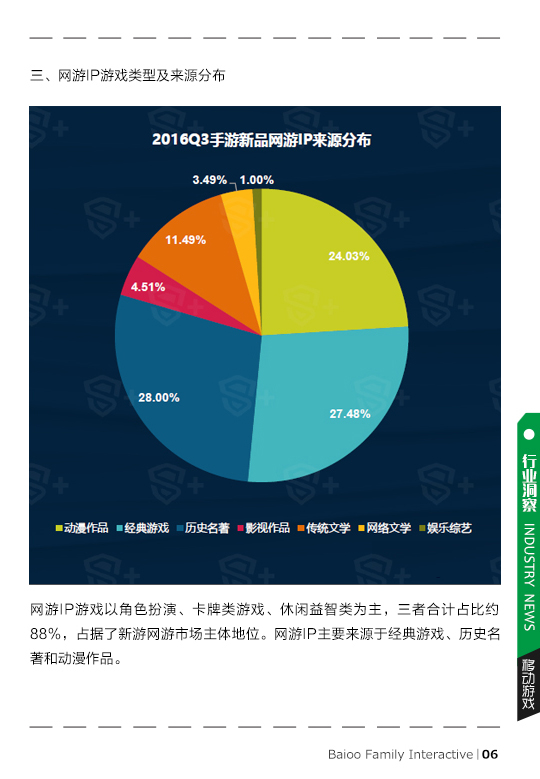 三、网游IP游戏类型及来源分布
2016Q3手游新品网游IP来源分布
3.49% 1.00%
11.49%
24.03%
4.51%
28.00%
27.48%
动漫作品 经典游戏 历史名著 影视作品 传统文学 网络文学 娱乐综艺
网游IP游戏以角色扮演、卡牌类游戏、休闲益智类为主，三者合计占比约
88%，占据了新游网游市场主体地位。网游IP主要来源于经典游戏、历史名
著和动漫作品。
行业洞察 INDUSTRY NEWS
移动游戏
Baioo Family Interactive | 06